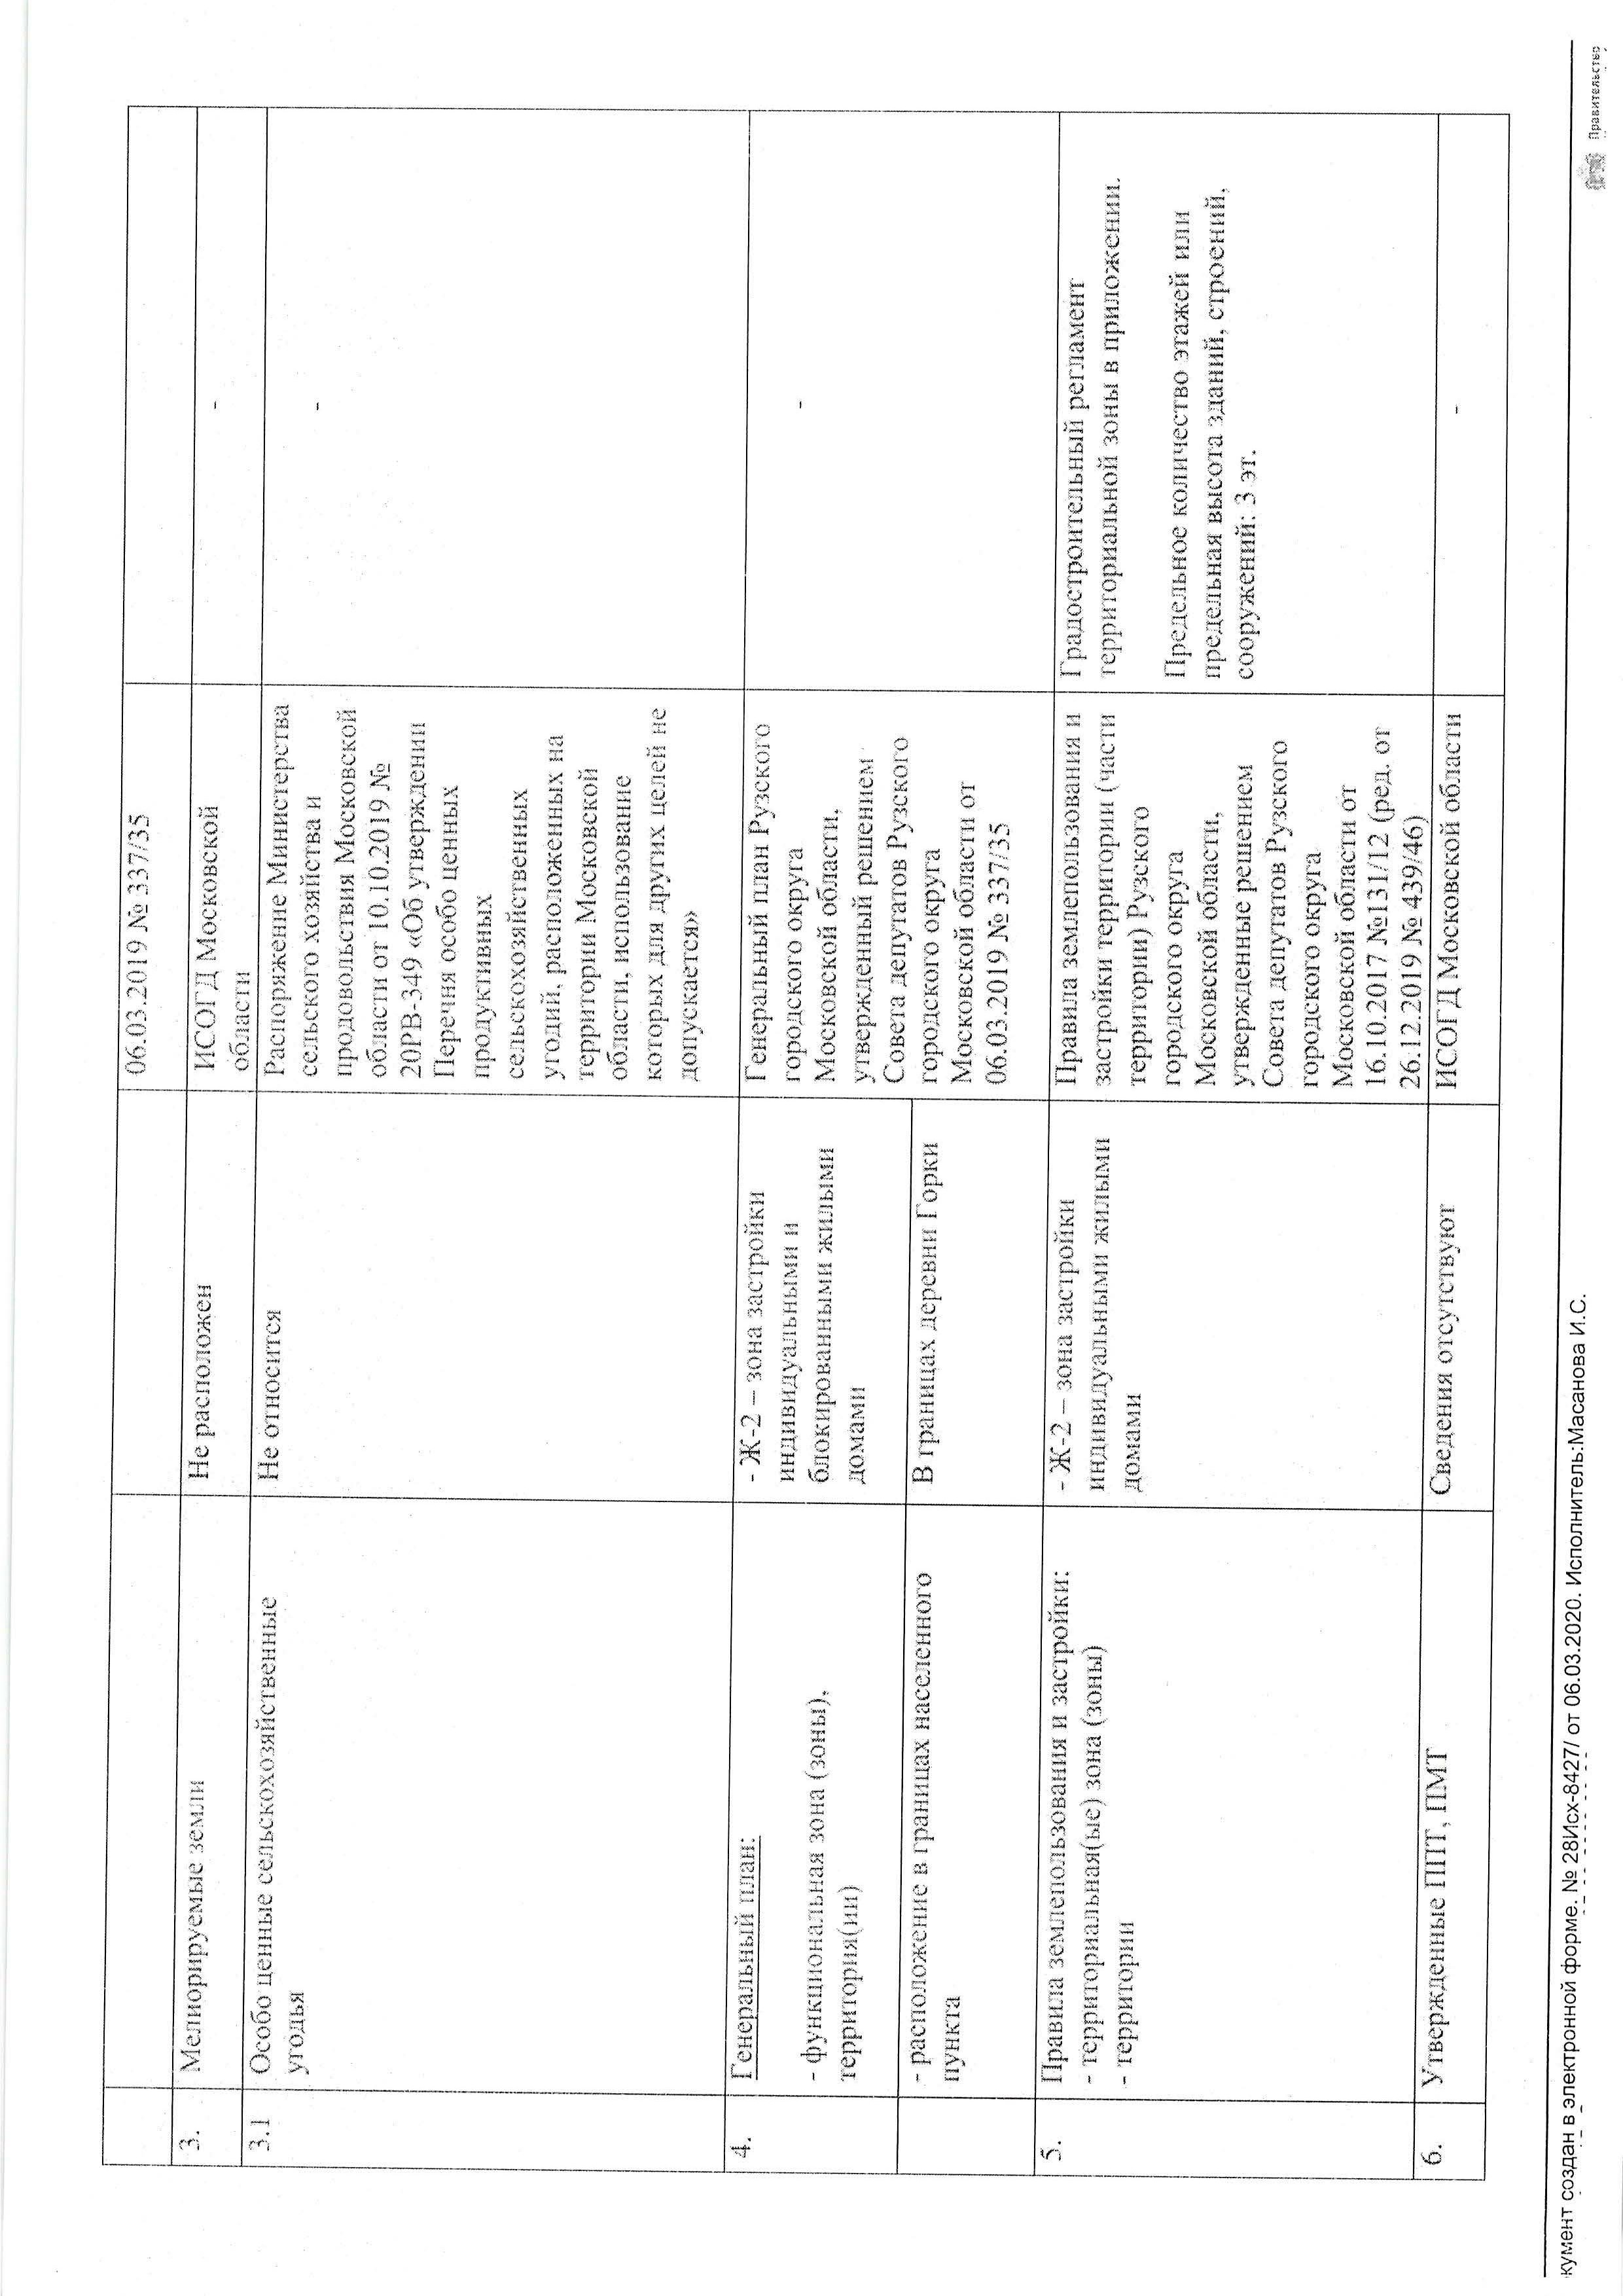 06.03.2019 № 337/35
3.
Мелиорируемые земли
Не расположен
ИСОГД Московской
области
-
3.1
Особо ценные сельскохозяйственные
угодья
Не относится
Распоряжение Министерства
сельского хозяйства и
продовольствия Московской
области от 10.10.2019 №
20РВ-349 «Об утверждении
Перечня особо ценных
продуктивных
сельскохозяйственных
угодий, расположенных на
территории Московской
области, использование
которых для других целей не
допускается»
-
4.
Генеральный план:
- функциональная зона (зоны),
территория(ии)
- Ж-2 – зона застройки
индивидуальными и
блокированными жилыми
домами
Генеральный план Рузского
городского округа
Московской области,
утвержденный решением
Совета депутатов Рузского
городского округа
Московской области от
06.03.2019 № 337/35
-
- расположение в границах населенного
пункта
В границах деревни Горки
5.
Правила землепользования и застройки:
- территориальная(ые) зона (зоны)
- территории
- Ж-2 – зона застройки
индивидуальными жилыми
домами
Правила землепользования и
застройки территории (части
территории) Рузского
городского округа
Московской области,
утвержденные решением
Совета депутатов Рузского
городского округа
Московской области от
16.10.2017 №131/12 (ред. от
26.12.2019 № 439/46)
Градостроительный регламент
территориальной зоны в приложении.
Предельное количество этажей или
предельная высота зданий, строений,
сооружений: 3 эт.
6.
Утвержденные ППТ, ПМТ
Сведения отсутствуют
ИСОГД Московской области
-
кумент создан в электронной форме. № 28Исх-8427/ от 06.03.2020. Исполнитель:Масанова И.С.
Правительство